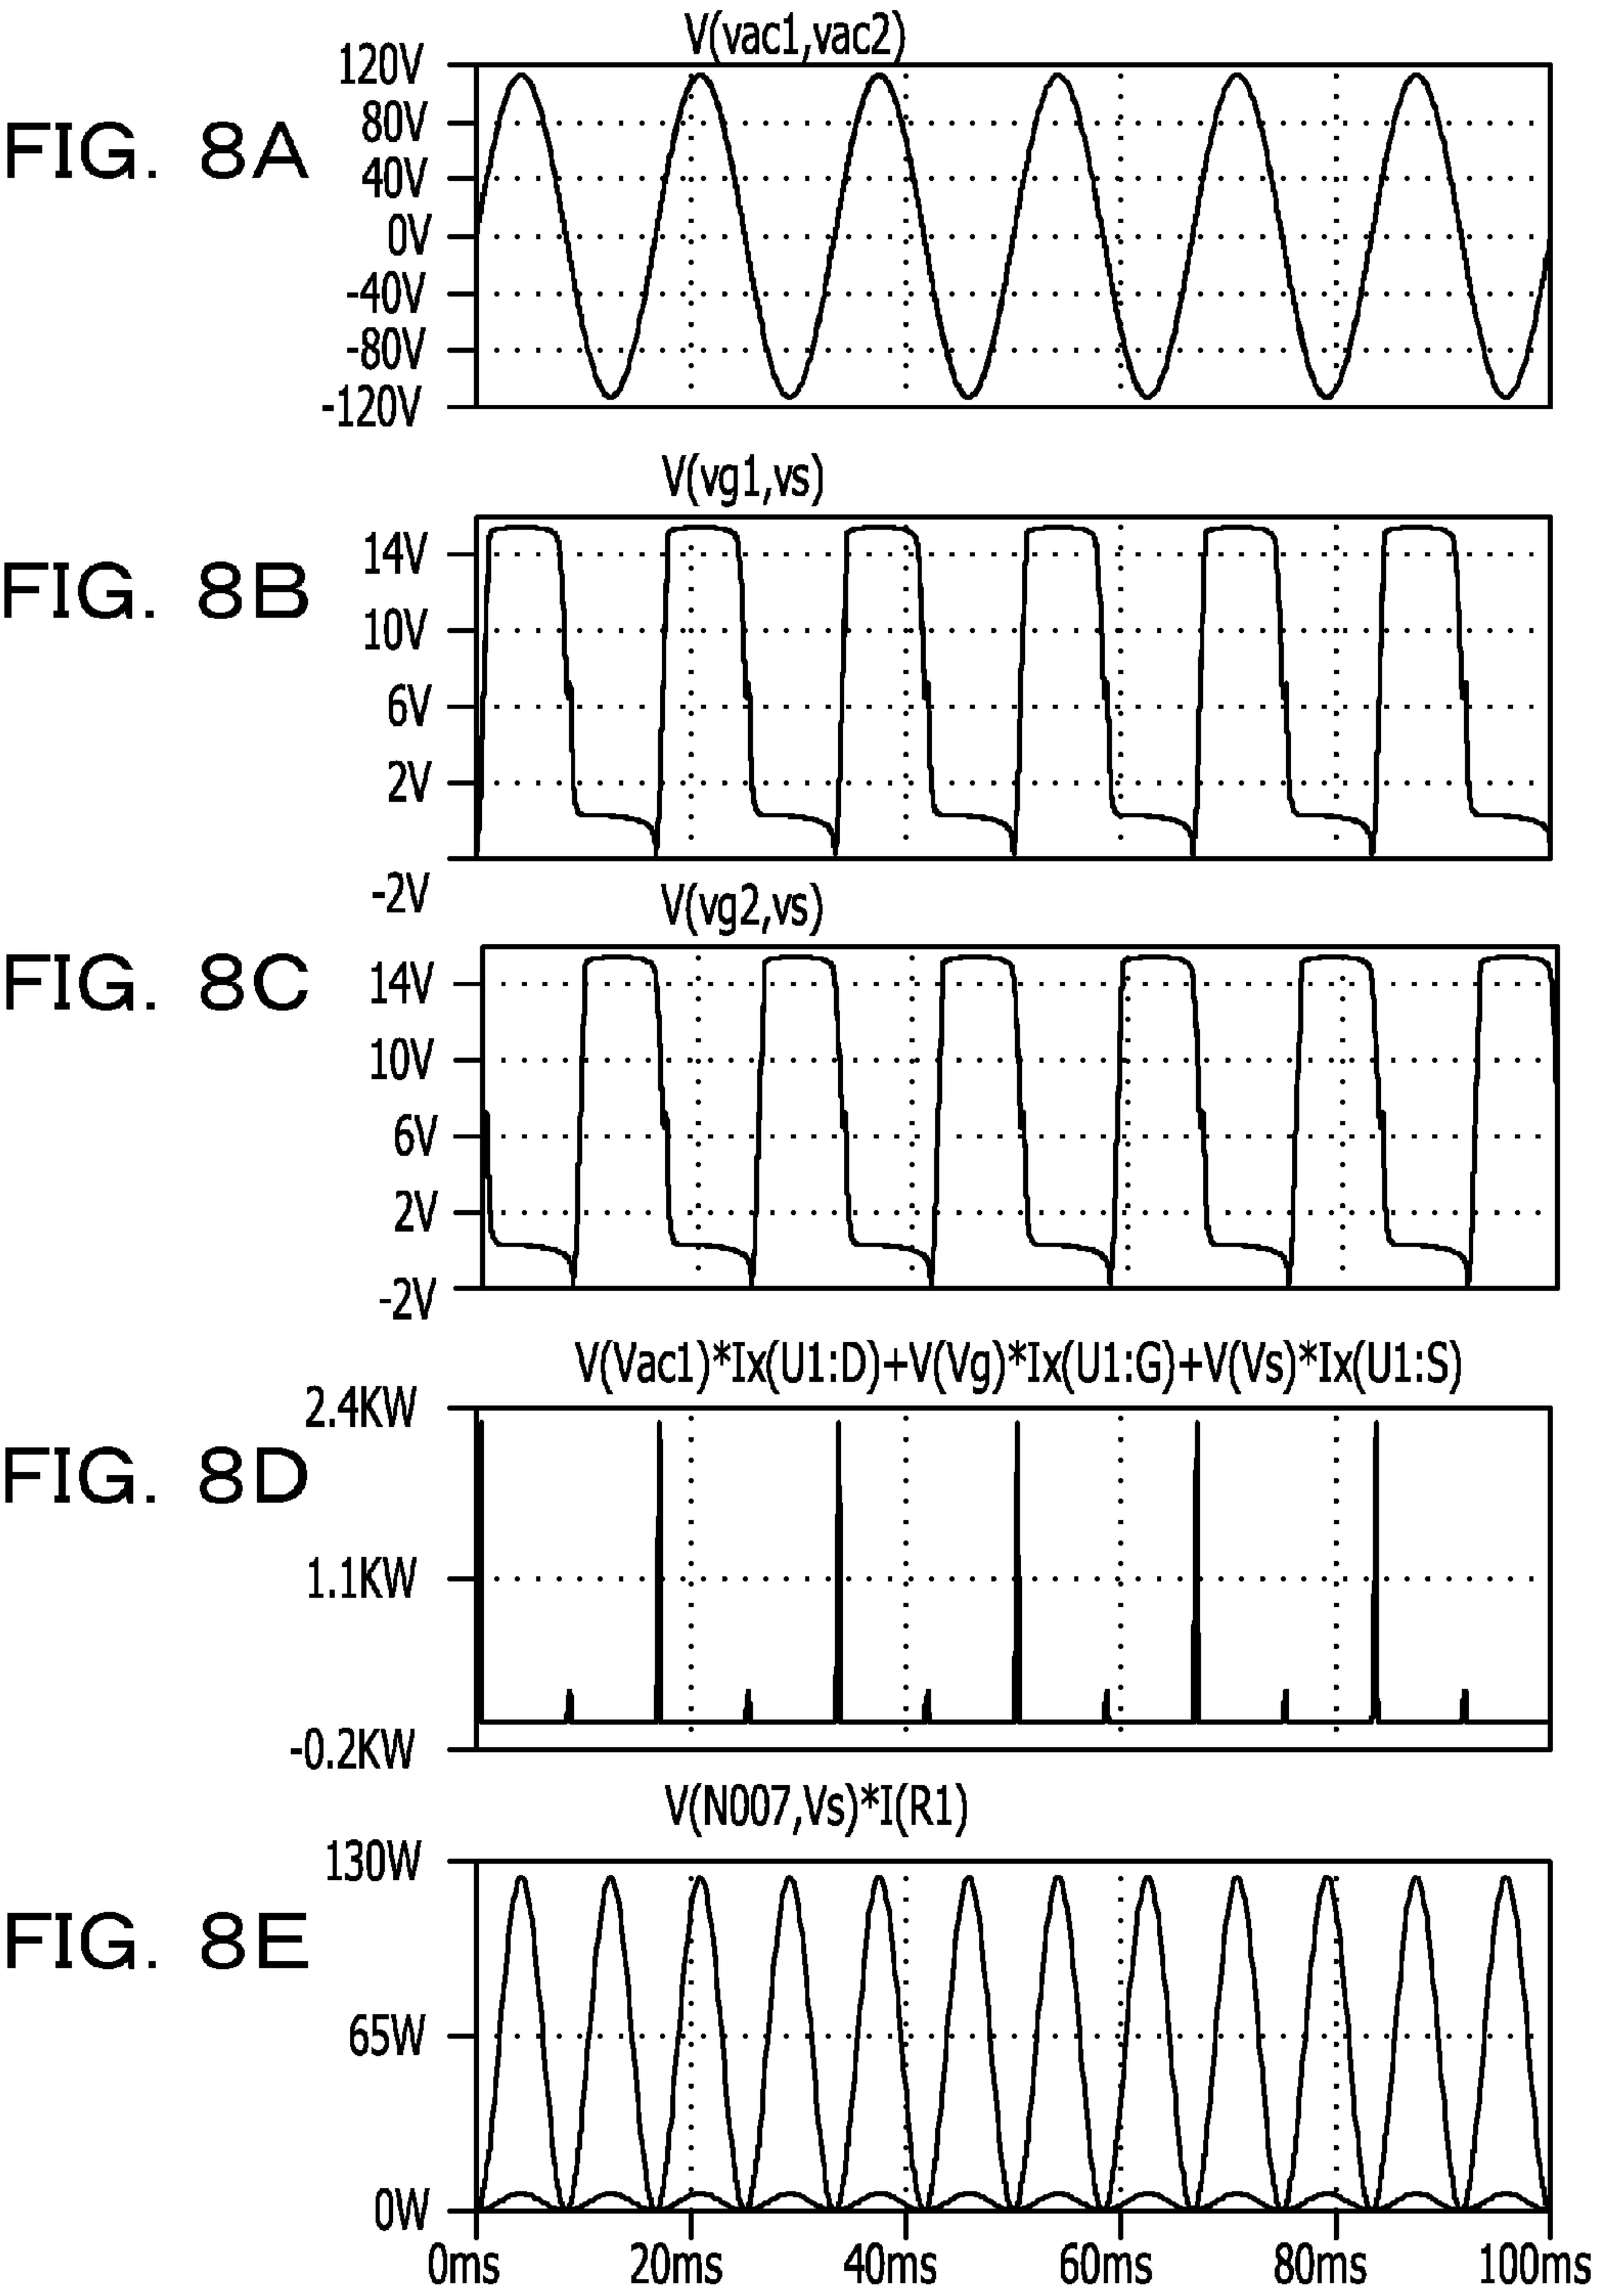 V(vac1,vac2)
FIG. 8A
120V
80V
40V
0V
-40V
-80V
-120V
V(vg1,vs)
FIG. 8B
14V
10V
6V
2V
-2V
V(vg2,vs)
FIG. 8C
14V
10V
6V
2V
-2V
V(Vac1)*Ix(U1:D)+V(Vg)*Ix(U1:G)+V(Vs)*Ix(U1:S)
FIG. 8D
2.4KW
1.1KW
-0.2KW
V(N007,Vs)*I(R1)
FIG. 8E
130W
65W
0W
0ms 20ms 40ms 60ms 80ms 100ms